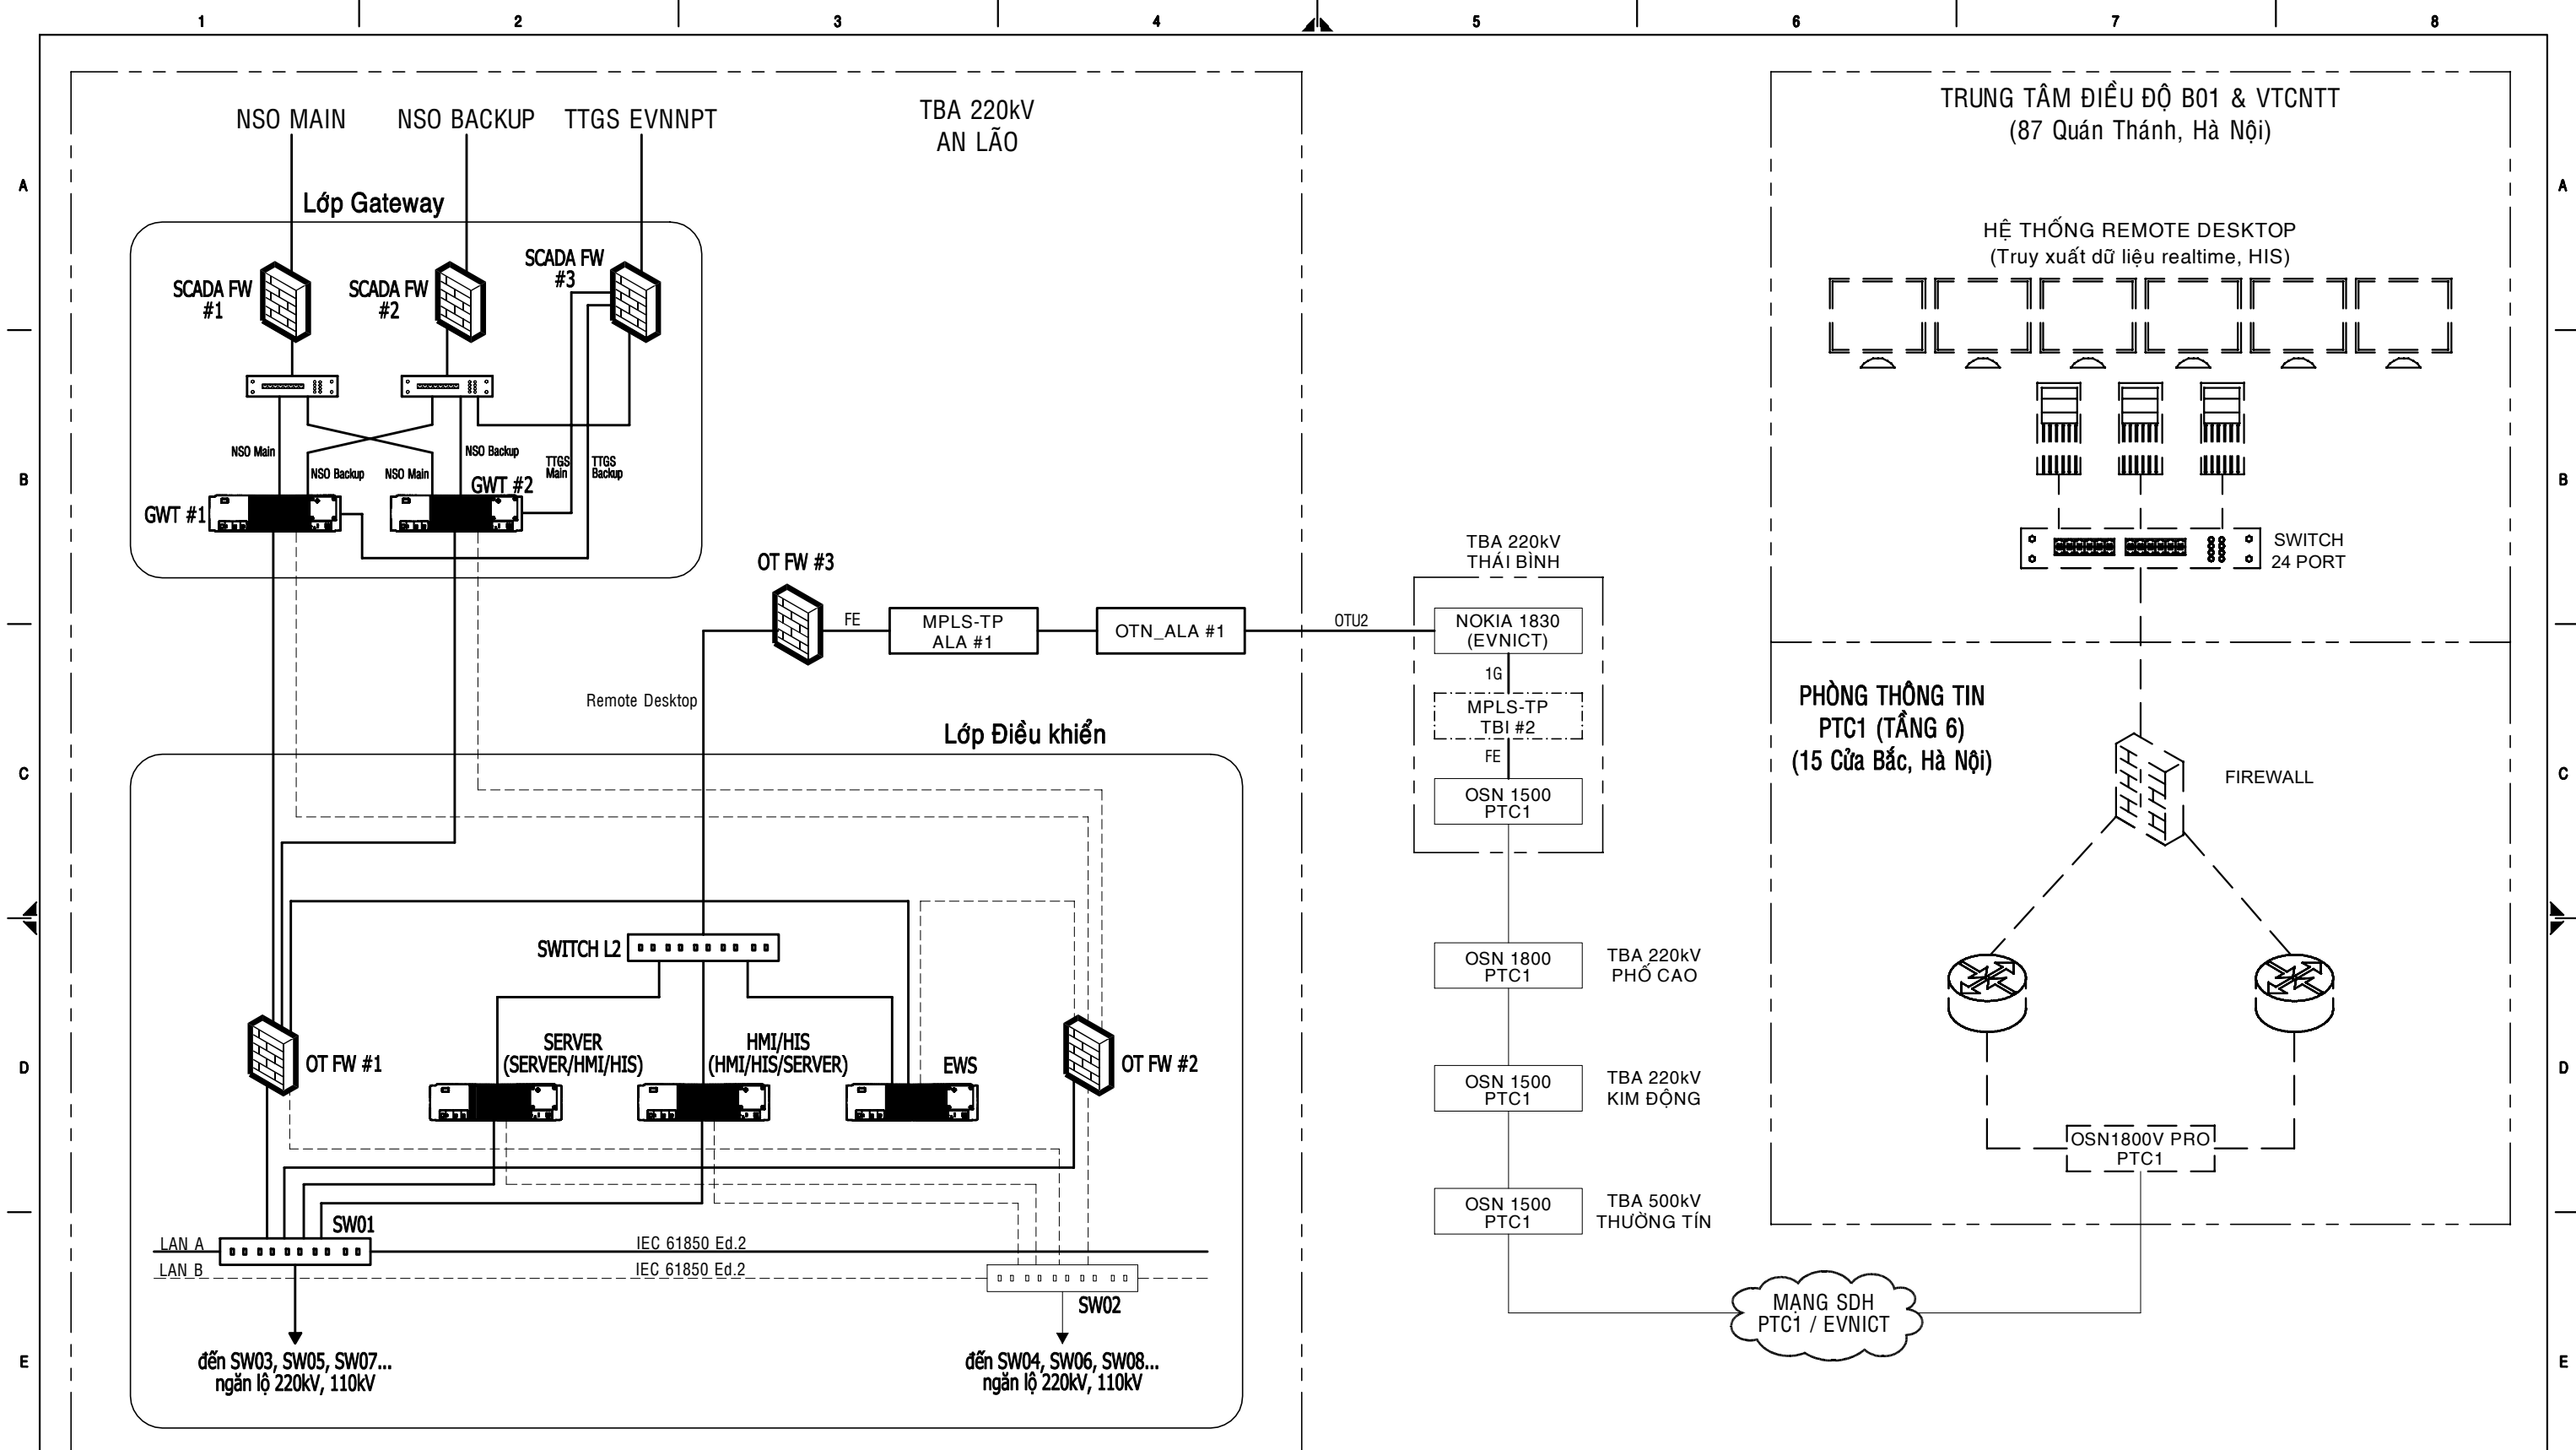 1
2
3
4
5
6
7
8
A
A
B
B
C
C
D
D
E
E
NSO MAIN
NSO BACKUP
TTGS EVNNPT
TBA 220kV
AN LÃO
Lớp Gateway
SCADA FW
#1
SCADA FW
#2
SCADA FW
#3
NSO Main
NSO Backup
NSO Main
NSO Backup
TTGS
Main
TTGS
Backup
GWT #1
GWT #2
OT FW #3
FE
MPLS-TP
ALA #1
OTN_ALA #1
OTU2
Remote Desktop
Lớp Điều khiển
SWITCH L2
OT FW #1
SERVER
(SERVER/HMI/HIS)
HMI/HIS
(HMI/HIS/SERVER)
EWS
OT FW #2
SW01
LAN A
IEC 61850 Ed.2
LAN B
IEC 61850 Ed.2
SW02
đến SW03, SW05, SW07...
ngăn lộ 220kV, 110kV
đến SW04, SW06, SW08...
ngăn lộ 220kV, 110kV
TBA 220kV
THÁI BÌNH
NOKIA 1830
(EVNICT)
1G
MPLS-TP
TBI #2
FE
OSN 1500
PTC1
OSN 1800
PTC1
TBA 220kV
PHỐ CAO
OSN 1500
PTC1
TBA 220kV
KIM ĐỘNG
OSN 1500
PTC1
TBA 500kV
THƯỜNG TÍN
MẠNG SDH
PTC1 / EVNICT
TRUNG TÂM ĐIỀU ĐỘ B01 & VTCNTT
(87 Quán Thánh, Hà Nội)
HỆ THỐNG REMOTE DESKTOP
(Truy xuất dữ liệu realtime, HIS)
SWITCH
24 PORT
PHÒNG THÔNG TIN
PTC1 (TẦNG 6)
(15 Cửa Bắc, Hà Nội)
FIREWALL
OSN1800V PRO
PTC1